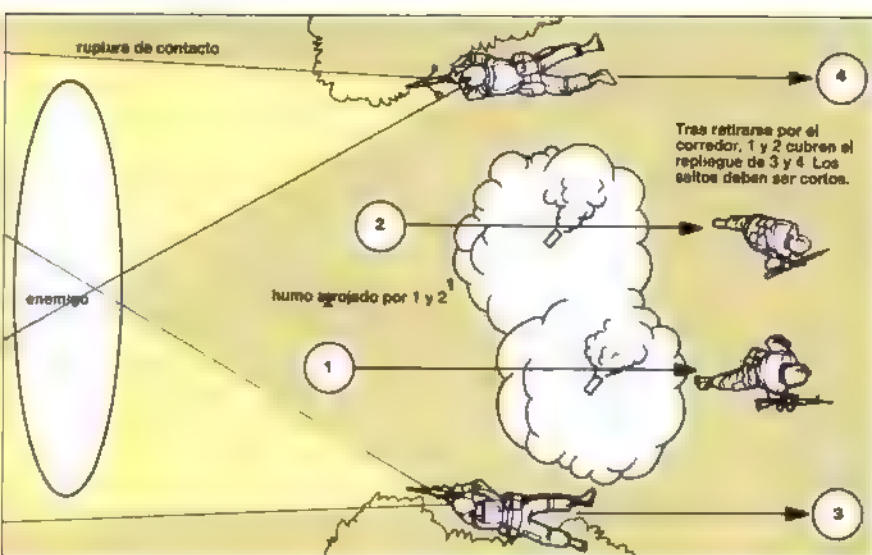 ruptura de contacto
4
Tras retirarse por el
corredor, 1 y 2 cubren el
repliegue de 3 y 4 Los
saltos deben ser cortos.
2
enemigo
humo arrojado por 1 y 2
1
3